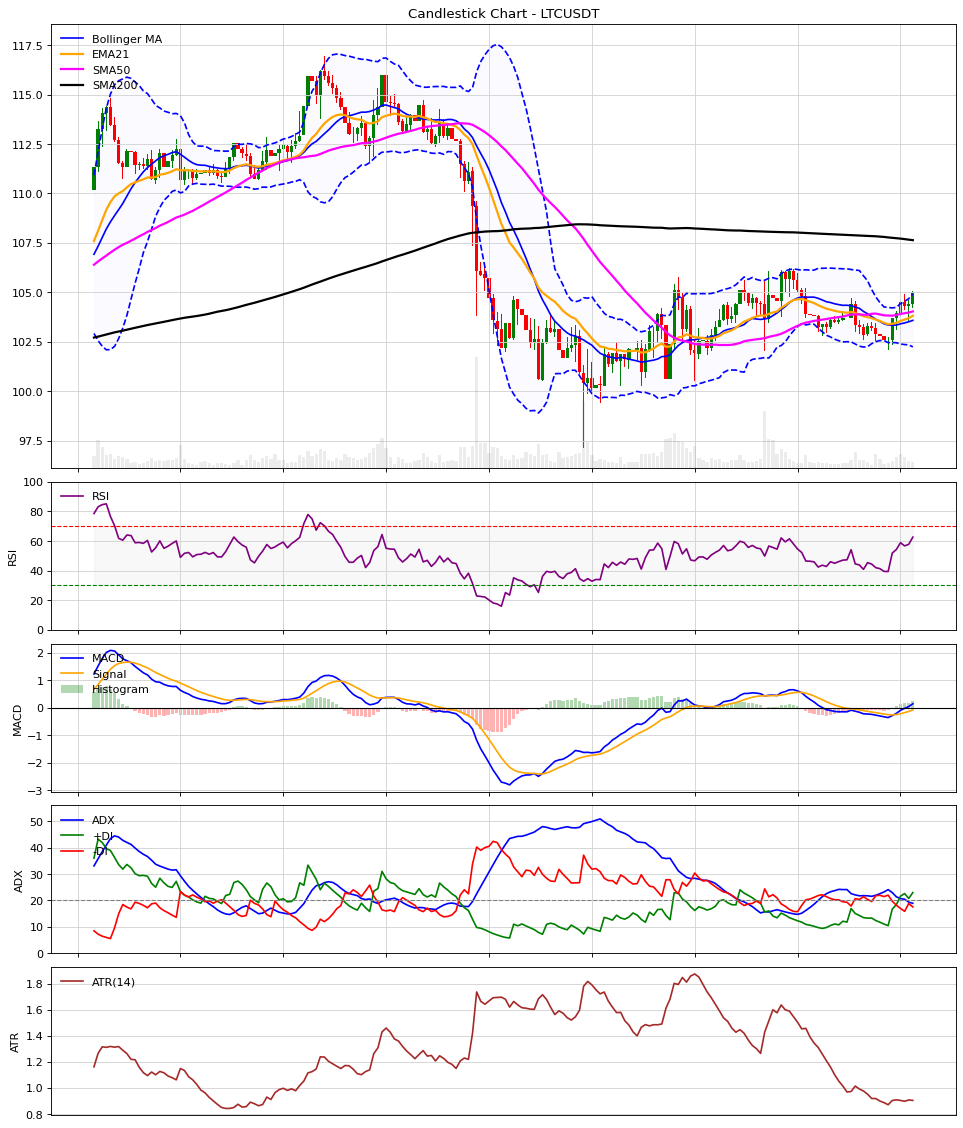 Candlestick Chart - LTCUSDT
Bollinger MA
EMA21
SMA50
SMA200
117.5
115.0
112.5
110.0
107.5
105.0
102.5
100.0
97.5
RSI
100
80
60
40
20
0
RSI
MACD
Signal
Histogram
2
1
0
−1
−2
−3
MACD
ADX
+DI
-DI
50
40
30
20
10
0
ADX
ATR(14)
1.8
1.6
1.4
1.2
1.0
0.8
ATR